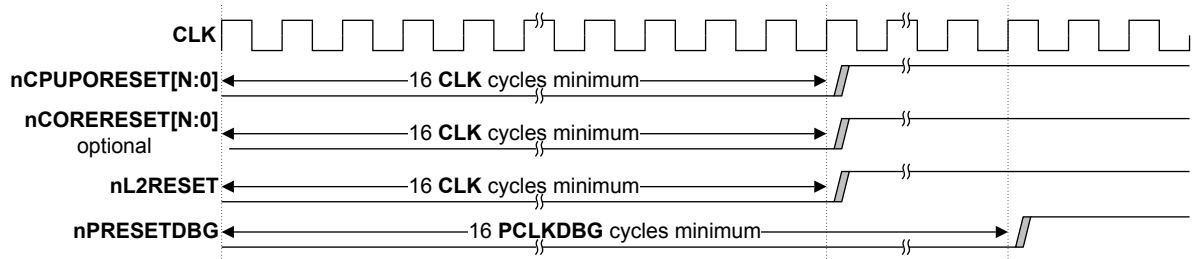 CLK
nCPUPORESET[N:0] 16 CLK cycles minimum
nCORERESET[N:0] 16 CLK cycles minimum
optional
nL2RESET 16 CLK cycles minimum
nPRESETDBG 16 PCLKDBG cycles minimum